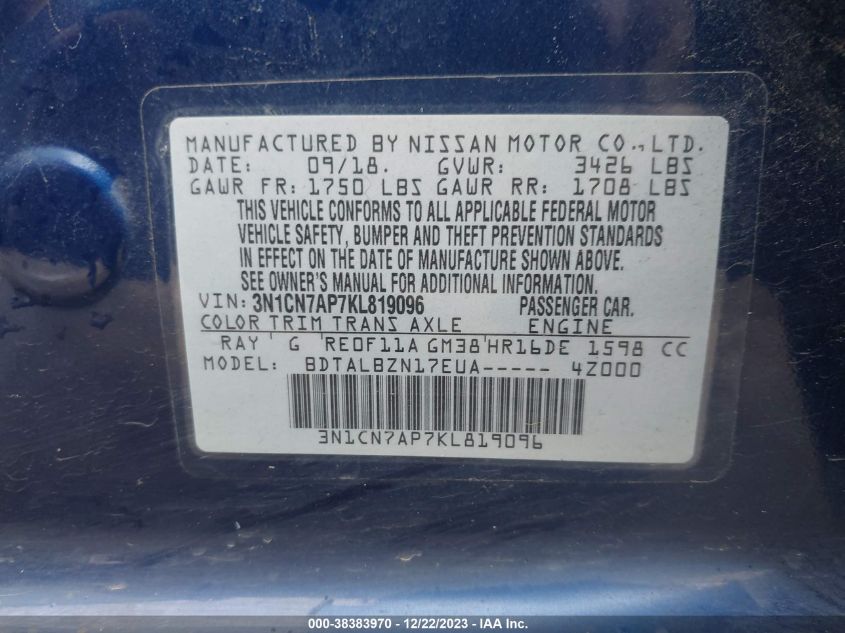 MANUFACTURED BY NISSAN MOTOR CO.,LTD.
DATE: 09/18. GVWR: 3426 LBS
GAWR FR: 1750 LBS GAWR RR: 1708 LBS
THIS VEHICLE CONFORMS TO ALL APPLICABLE FEDERAL MOTOR
VEHICLE SAFETY, BUMPER AND THEFT PREVENTION STANDARDS
IN EFFECT ON THE DATE OF MANUFACTURE SHOWN ABOVE.
SEE OWNER'S MANUAL FOR ADDITIONAL INFORMATION.
VIN: 3N1CN7AP7KL819096 PASSENGER CAR.
COLOR TRIM TRANS AXLE ENGINE
RAY G RE0F11A GM38 HR16DE 1598 CC
MODEL: BDTALBZN17EUA----- 4Z000
3N1CN7AP7KL819096
000-38383970 - 12/22/2023 - IAA Inc.